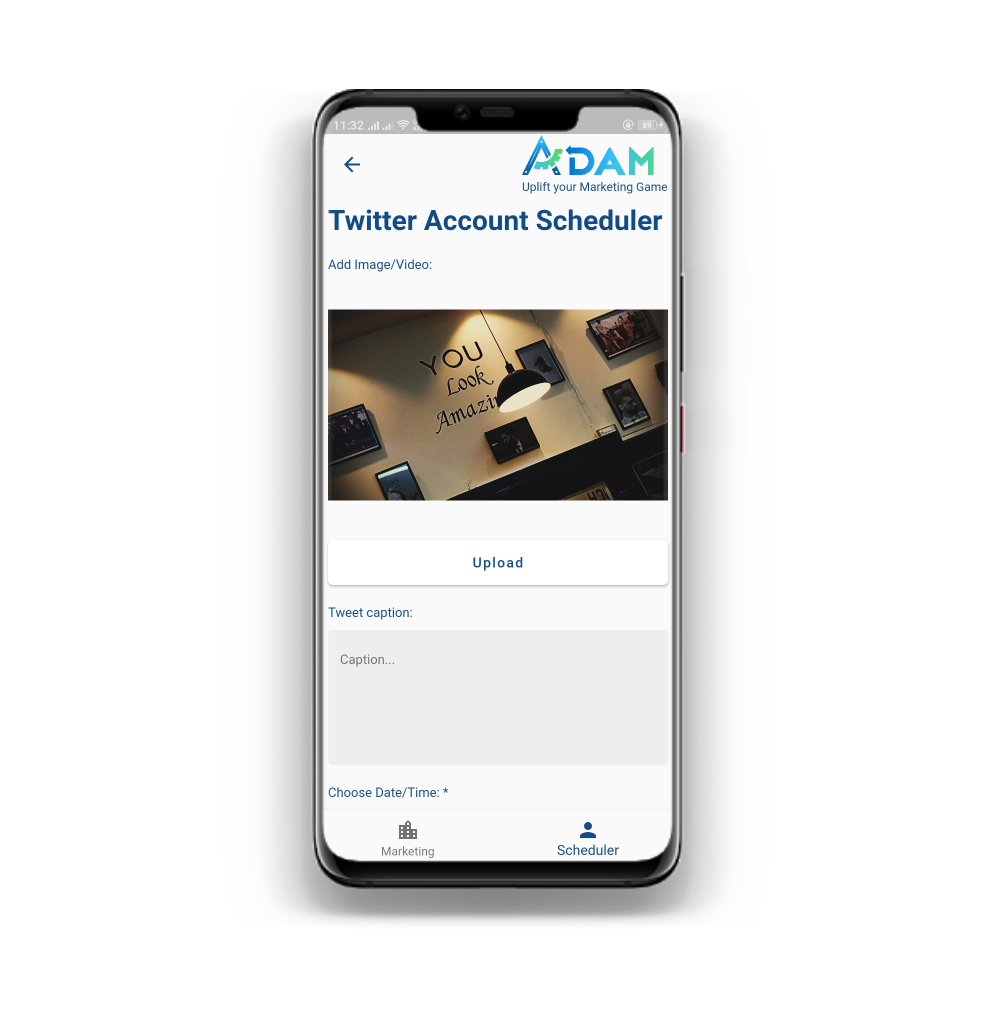 11:32
89
ADAM
Uplift your Marketing Game
Twitter Account Scheduler
Add Image/Video:
YOU
Look
Upload
Tweet caption:
Caption...
Choose Date/Time: *
Marketing
Scheduler